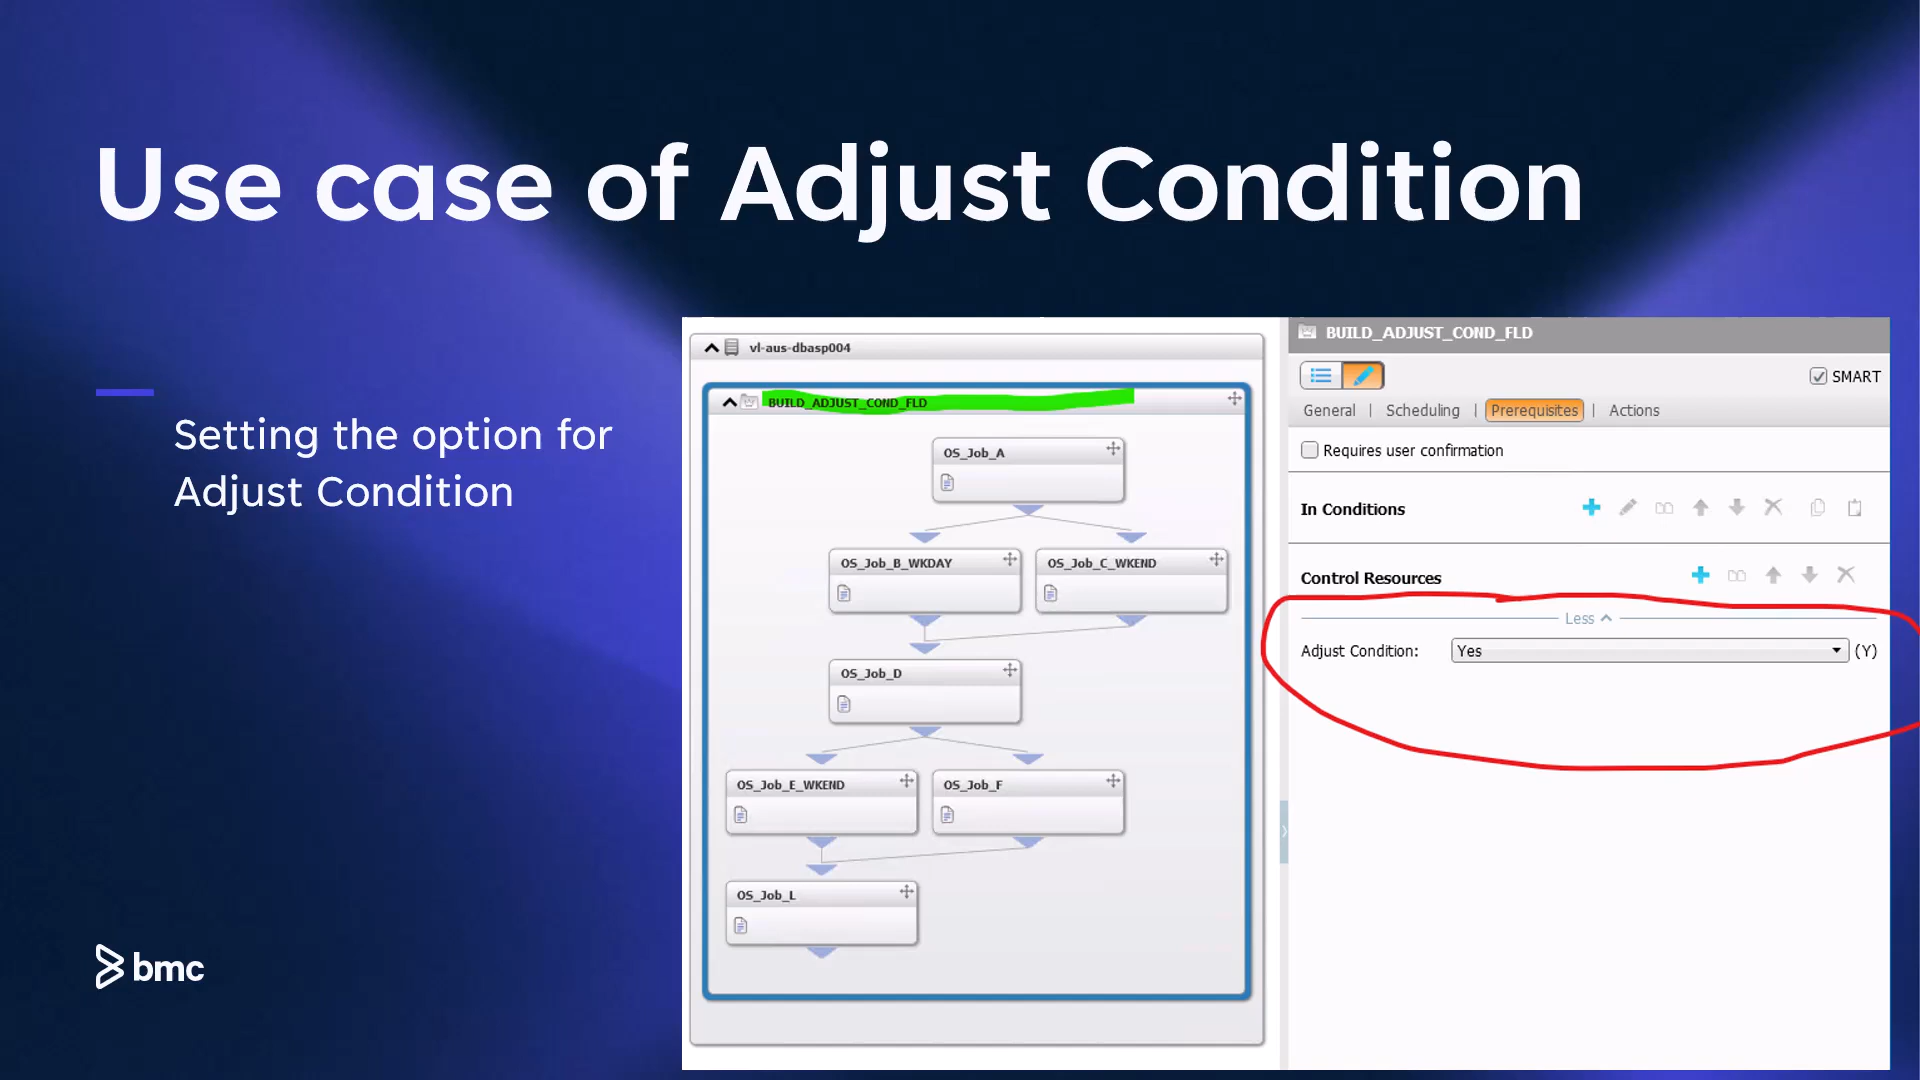 Use case of Adjust Condition
Setting the option for
Adjust Condition
bmc
vl-aus-dbasp004
BUILD_ADJUST_COND_FLD
OS_Job_A
OS_Job_B_WKDAY
OS_Job_C_WKEND
OS_Job_D
OS_Job_E_WKEND
OS_Job_F
OS_Job_L
BUILD_ADJUST_COND_FLD
SMART
General | Scheduling | Prerequisites | Actions
Requires user confirmation
In Conditions
Control Resources
Less
Adjust Condition: Yes (Y)